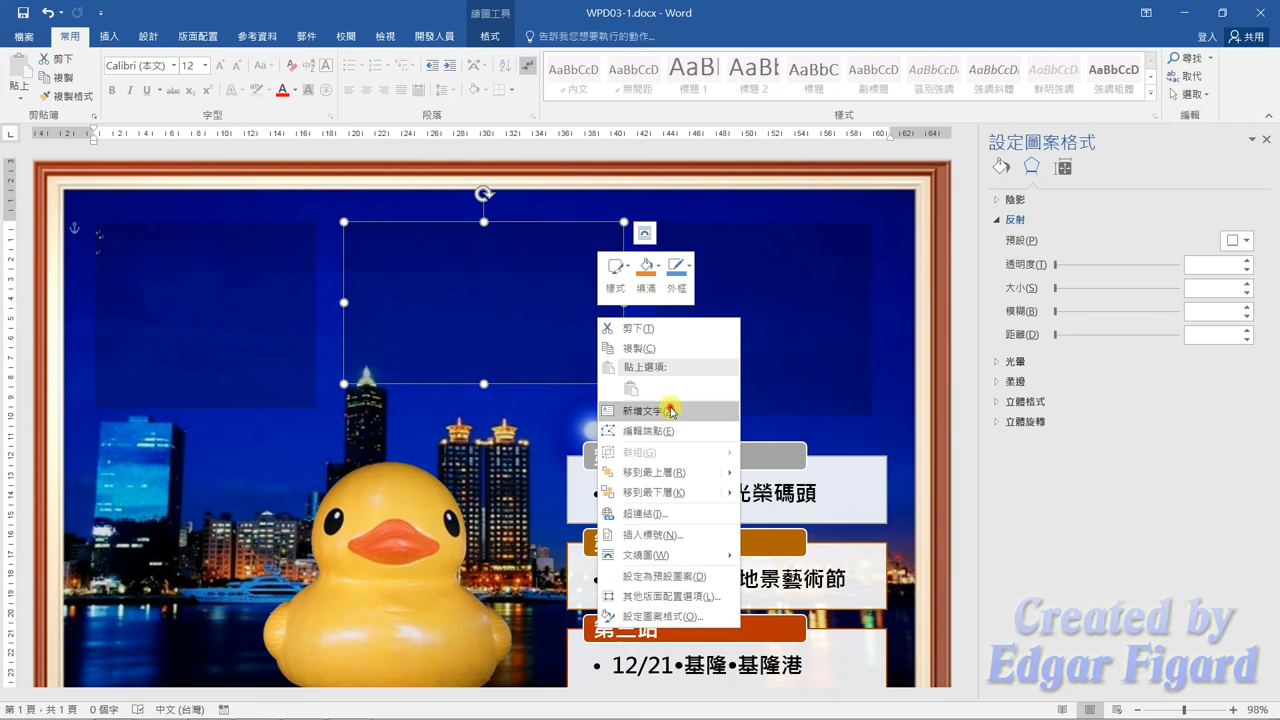 繪圖工具
WPD03-1.docx - Word
檔案 常用 插入 設計 版面配置 參考資料 郵件 校閱 檢視 開發人員 格式 告訴我您想要執行的動作... 登入 共用
貼上
剪下
複製
複製格式
剪貼簿
Calibri (本文) 12
字型
段落
AaBbCcD AaBbCcD AaBl AaBb AaBbC AaBbCcD AaBbCcD AaBbCcD AaBbCcD AaBbCcD
內文 無間距 標題 1 標題 2 標題 副標題 區別強調 強調斜體 鮮明強調 強調粗體
樣式
尋找
取代
選取
編輯
設定圖案格式
陰影
反射
預設(P)
透明度(T)
大小(S)
模糊(B)
距離(D)
光暈
柔邊
立體格式
立體旋轉
樣式 填滿 外框
剪下(T)
複製(C)
貼上選項:
新增文字
編輯端點(E)
群組(G)
移到最上層(R)
移到最下層(K)
超連結(I)...
插入標號(N)...
文繞圖(W)
設定為預設圖案(D)
其他版面配置選項(L)...
設定圖案格式(O)...
光榮碼頭
地景藝術節
第三站
• 12/21•基隆•基隆港
Created by
Edgar Figard
第 1 頁，共 1 頁 0 個字 中文 (台灣) 98%